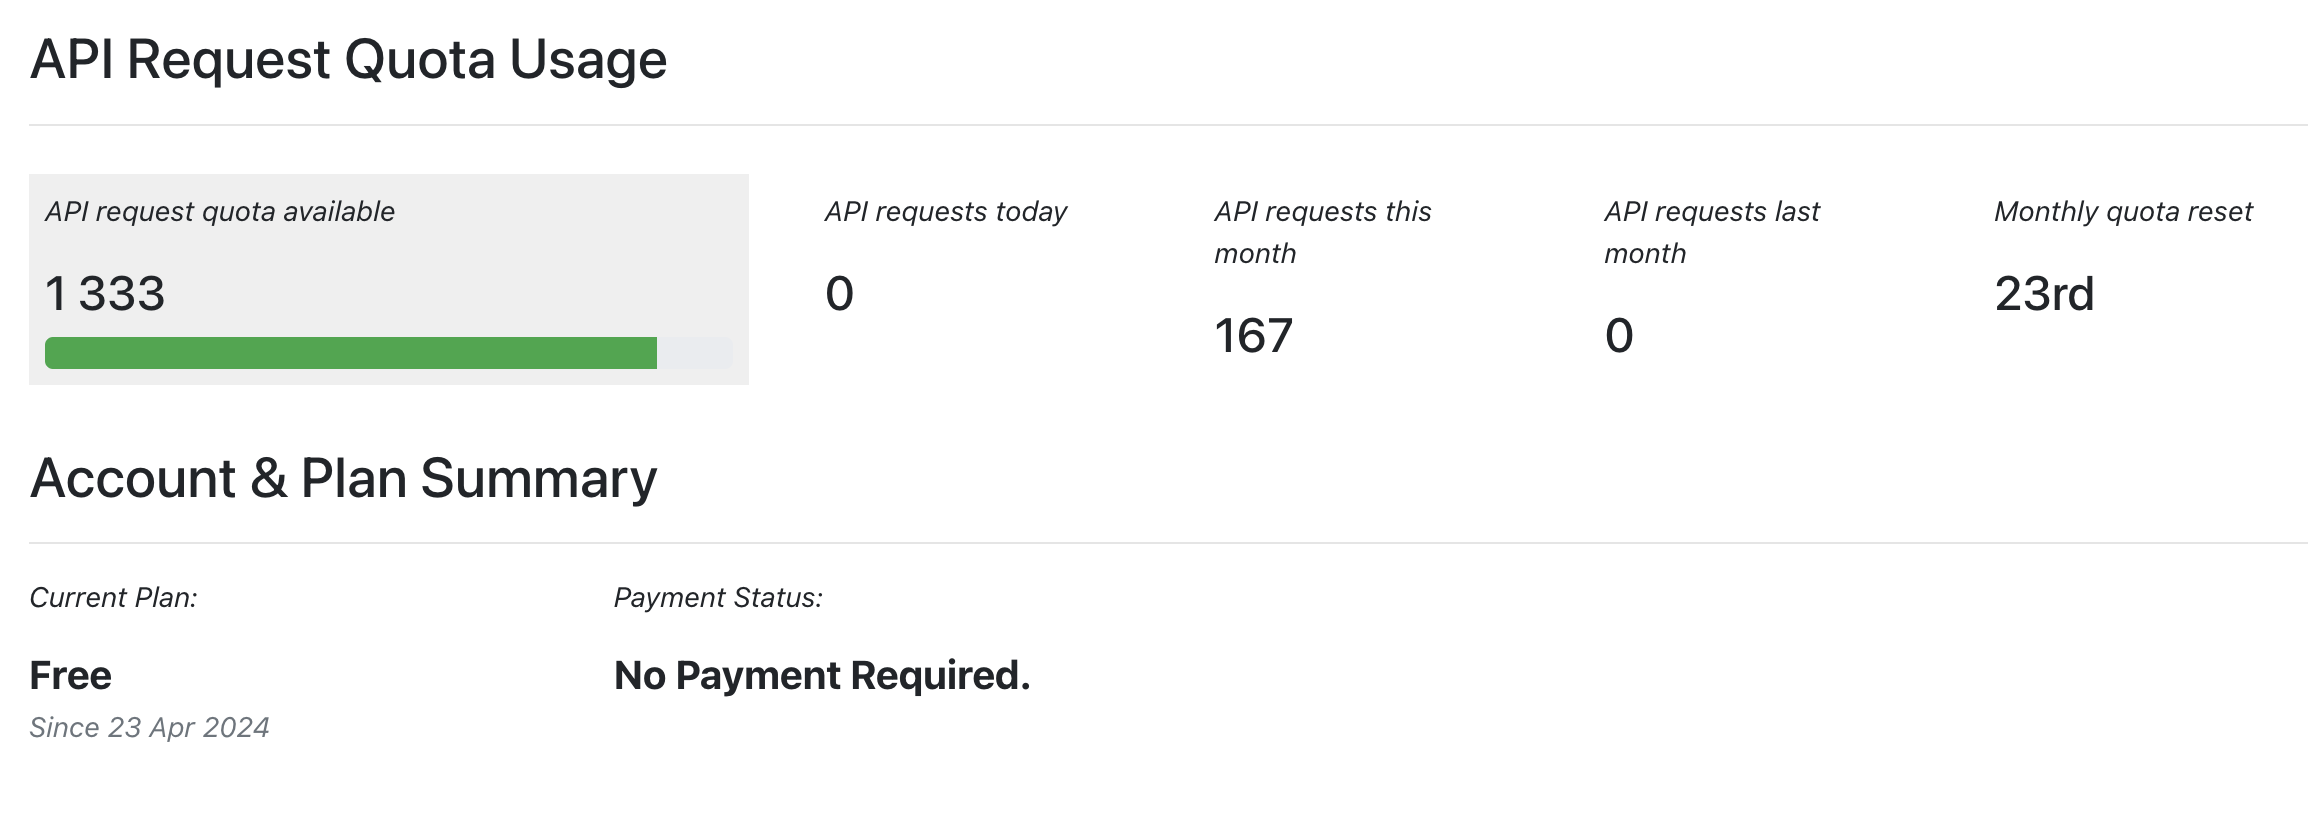 API Request Quota Usage
API request quota available
1 333
API requests today
0
API requests this
month
167
API requests last
month
0
Monthly quota reset
23rd
Account & Plan Summary
Current Plan:
Free
Since 23 Apr 2024
Payment Status:
No Payment Required.